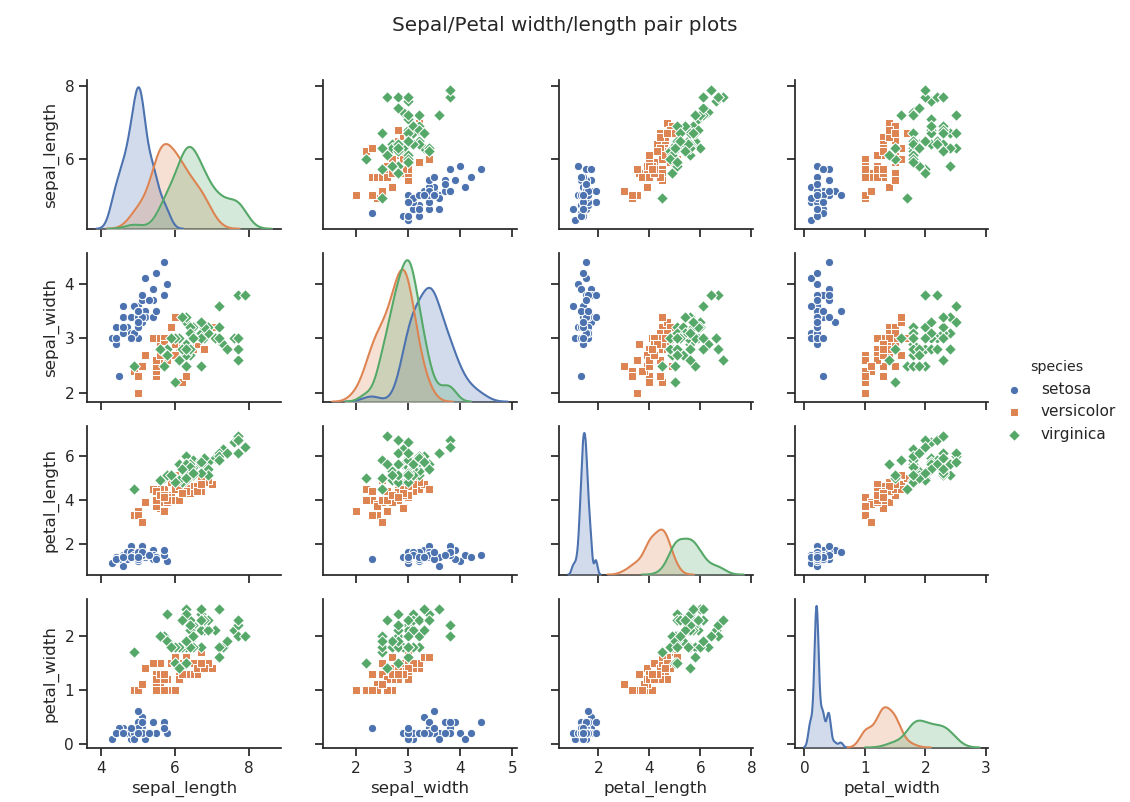 Sepal/Petal width/length pair plots
8
6
sepal_length
4
3
2
sepal_width
6
4
2
petal_length
2
1
0
petal_width
4 6 8
2 3 4 5
2 4 6 8
0 1 2 3
sepal_length
sepal_width
petal_length
petal_width
species
setosa
versicolor
virginica